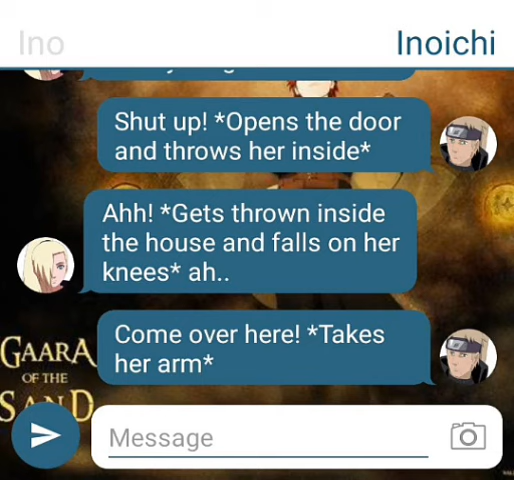 Ino
Inoichi
Shut up! *Opens the door
and throws her inside*
Ahh! *Gets thrown inside
the house and falls on her
knees* ah..
Come over here! *Takes
her arm*
GAARA
OF THE
SAND
Message